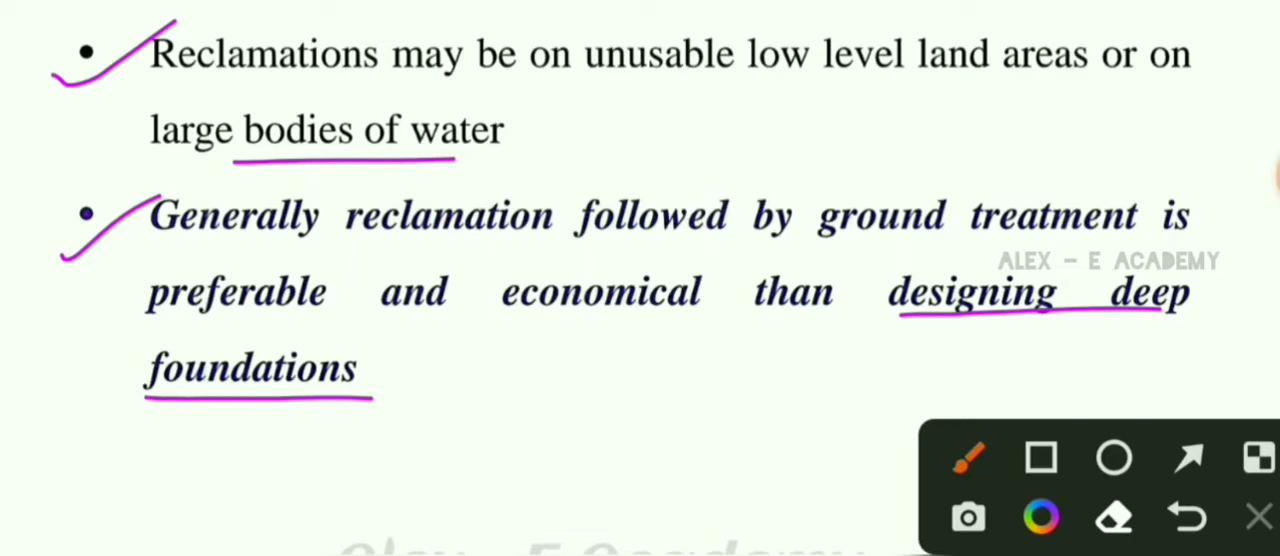 • Reclamations may be on unusable low level land areas or on
large bodies of water
• Generally reclamation followed by ground treatment is
ALEX - E ACADEMY
preferable and economical than designing deep
foundations